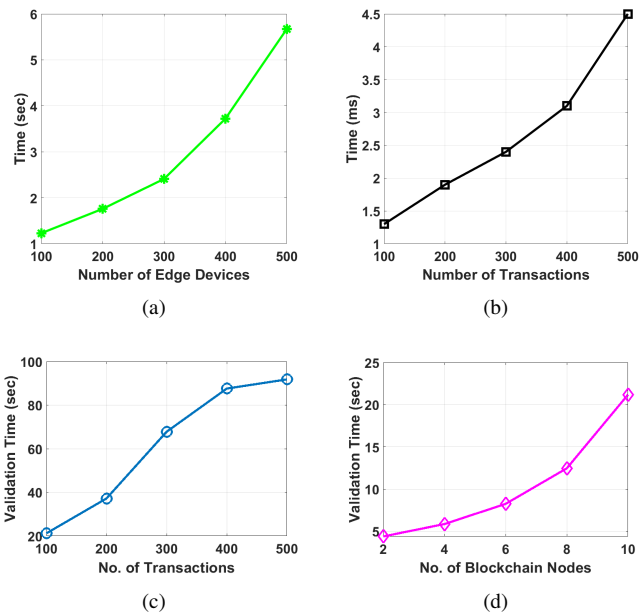 6
5
4
3
2
1
Time (sec)
100 200 300 400 500
Number of Edge Devices
(a)
4.5
4
3.5
3
2.5
2
1.5
1
Time (ms)
100 200 300 400 500
Number of Transactions
(b)
100
80
60
40
20
Validation Time (sec)
100 200 300 400 500
No. of Transactions
(c)
25
20
15
10
5
Validation Time (sec)
2 4 6 8 10
No. of Blockchain Nodes
(d)